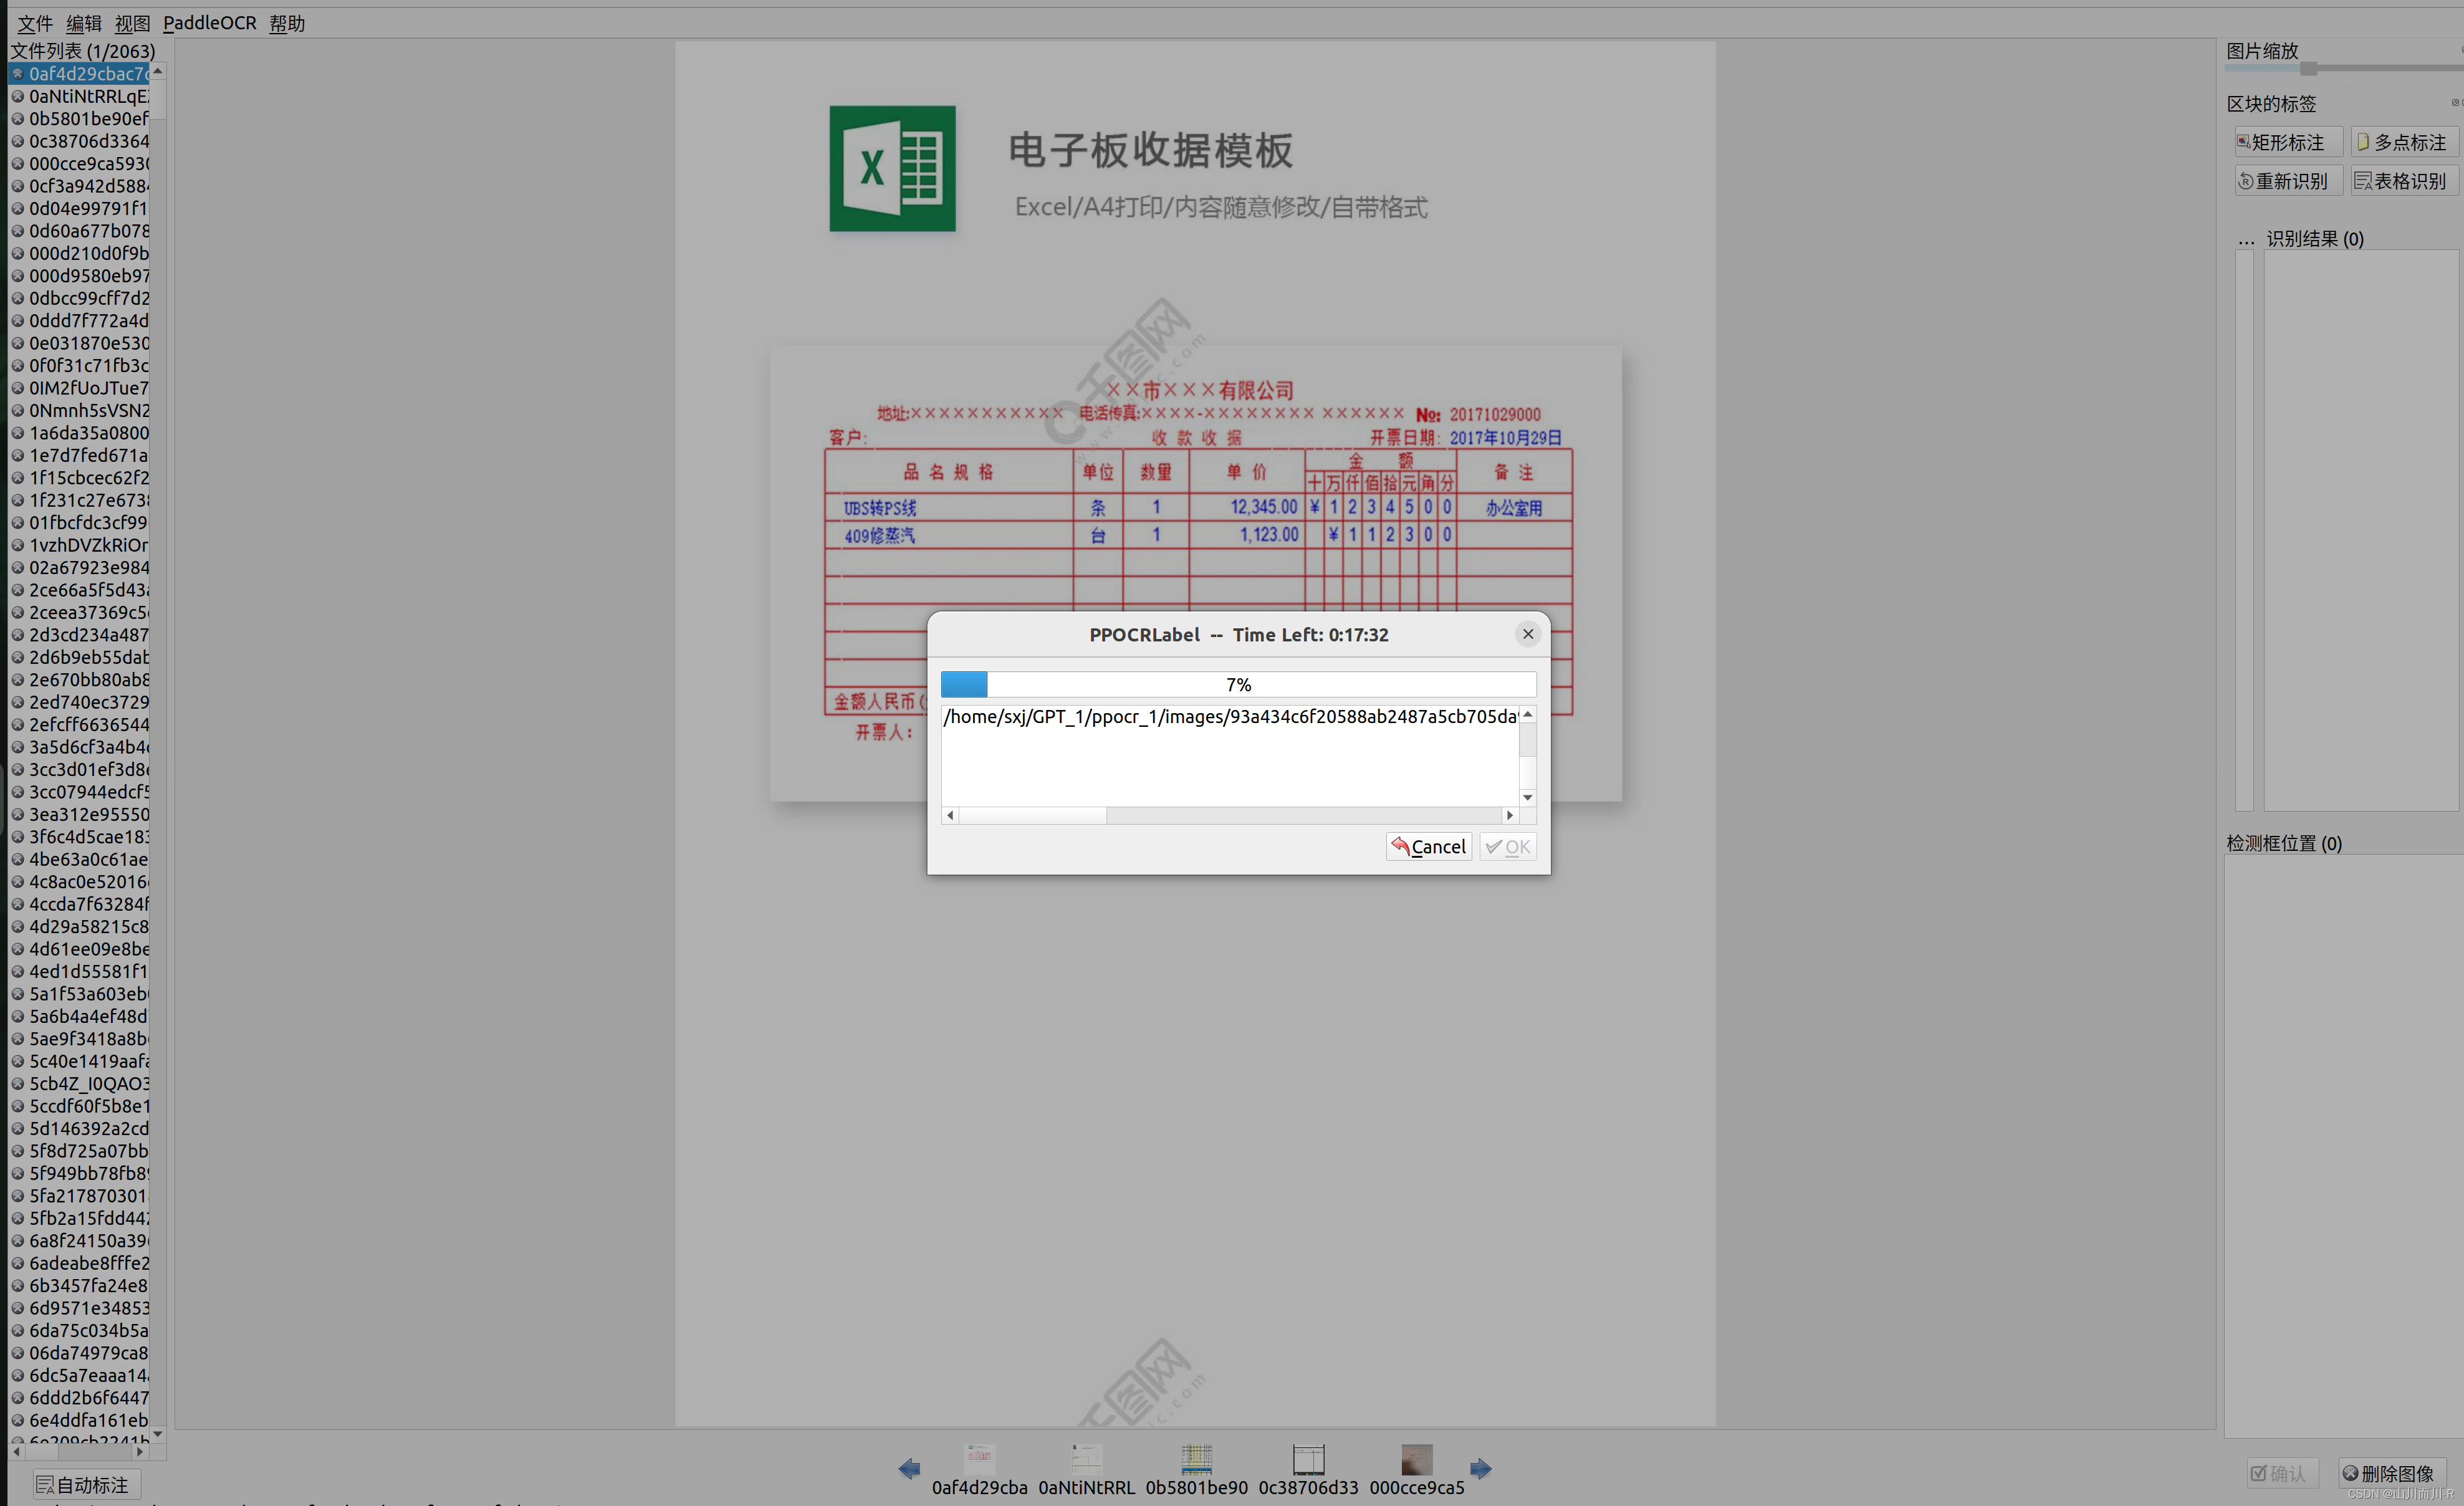 文件 编辑 视图 PaddleOCR 帮助
文件列表 (1/2063)
0af4d29cbac7
0aNtiNtRRLqE
0b5801be90ef
0c38706d3364
000cce9ca593
0cf3a942d588
0d04e99791f1
0d60a677b078
000d210d0f9b
000d9580eb97
0dbcc99cff7d2
0ddd7f772a4d
0e031870e530
0f0f31c71fb3c
0IM2fUoJTue7
0Nmnh5sVSN2
1a6da35a0800
1e7d7fed671a
1f15cbcec62f2
1f231c27e673
01fbcfdc3cf99
1vzhDVZkRiOr
02a67923e984
2ce66a5f5d43
2ceea37369c5
2d3cd234a487
2d6b9eb55dab
2e670bb80ab8
2ed740ec3729
2efcff6636544
3a5d6cf3a4b4
3cc3d01ef3d8
3cc07944edcf5
3ea312e95550
3f6c4d5cae183
4be63a0c61ae
4c8ac0e52016
4ccda7f63284f
4d29a58215c8
4d61ee09e8be
4ed1d55581f1
5a1f53a603eb
5a6b4a4ef48d
5ae9f3418a8b
5c40e1419aafa
5cb4Z_I0QAO3
5ccdf60f5b8e1
5d146392a2cd
5f8d725a07bb
5f949bb78fb8
5fa217870301
5fb2a15fdd442
6a8f24150a39
6adeabe8fffe2
6b3457fa24e8
6d9571e34853
6da75c034b5a
06da74979ca8
6dc5a7eaaa14
6ddd2b6f6447
6e4ddfa161eb
6e209cb2241b
自动标注
电子板收据模板
Excel/A4打印/内容随意修改/自带格式
千图网
××市×××有限公司
地址:××××××××××× 电话传真:××××-×××××××× ×××××× №: 20171029000
客户: 收款收据 开票日期: 2017年10月29日
品名规格 单位 数量 单价 金额 备注
十 万 仟 佰 拾 元 角 分
UBS转PS线 条 1 12,345.00 ¥ 1 2 3 4 5 0 0 办公室用
409修蒸汽 台 1 1,123.00 ¥ 1 1 2 3 0 0
金额人民币(
开票人:
千图网
PPOCRLabel -- Time Left: 0:17:32
7%
/home/sxj/GPT_1/ppocr_1/images/93a434c6f20588ab2487a5cb705da
Cancel OK
0af4d29cba 0aNtiNtRRL 0b5801be90 0c38706d33 000cce9ca5
图片缩放
区块的标签
矩形标注 多点标注
重新识别 表格识别
... 识别结果 (0)
检测框位置 (0)
确认 删除图像
CSDN @山川而川-R